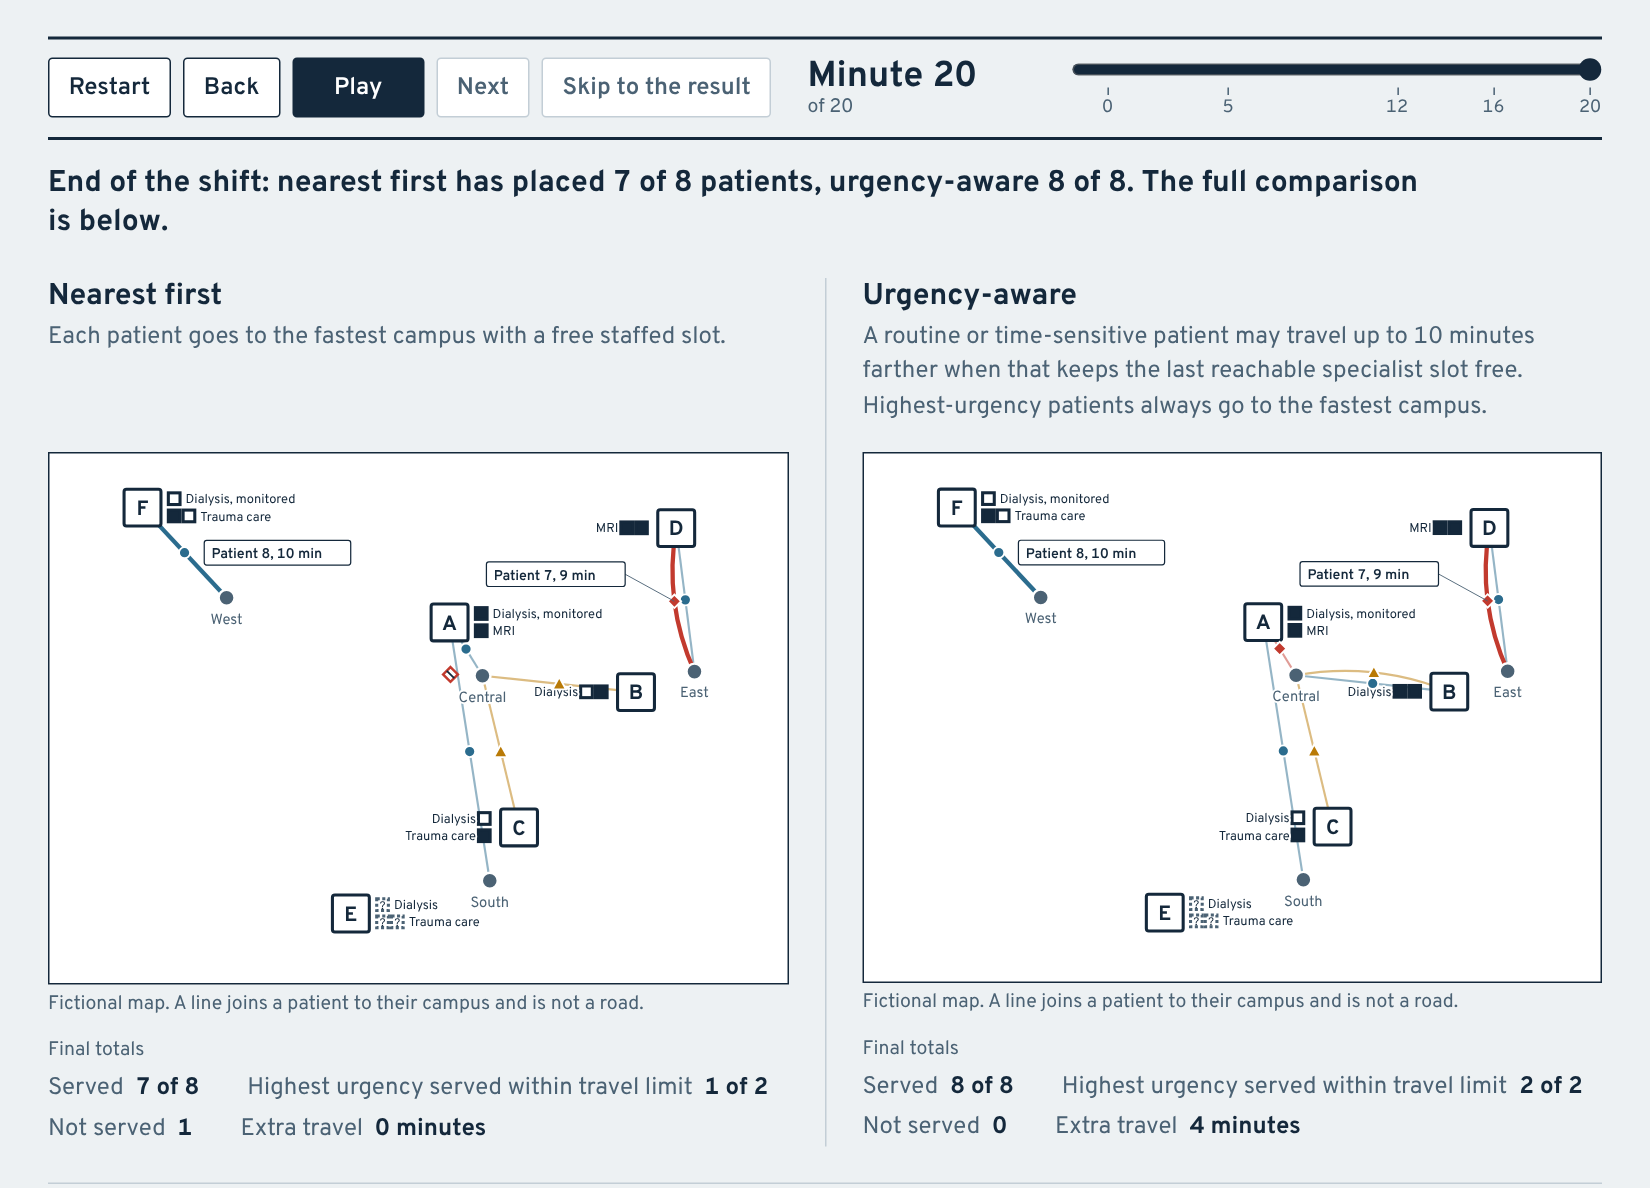 Restart
Back
Play
Next
Skip to the result
Minute 20
of 20
0
5
12
16
20
End of the shift: nearest first has placed 7 of 8 patients, urgency-aware 8 of 8. The full comparison
is below.
Nearest first
Each patient goes to the fastest campus with a free staffed slot.
F
Dialysis, monitored
Trauma care
MRI
D
Patient 8, 10 min
Patient 7, 9 min
West
A
Dialysis, monitored
MRI
Central
Dialysis
B
East
Dialysis
Trauma care
C
South
E
? Dialysis
? ? Trauma care
Fictional map. A line joins a patient to their campus and is not a road.
Final totals
Served 7 of 8
Highest urgency served within travel limit 1 of 2
Not served 1
Extra travel 0 minutes
Urgency-aware
A routine or time-sensitive patient may travel up to 10 minutes
farther when that keeps the last reachable specialist slot free.
Highest-urgency patients always go to the fastest campus.
F
Dialysis, monitored
Trauma care
MRI
D
Patient 8, 10 min
Patient 7, 9 min
West
A
Dialysis, monitored
MRI
Central
Dialysis
B
East
Dialysis
Trauma care
C
South
E
? Dialysis
? ? Trauma care
Fictional map. A line joins a patient to their campus and is not a road.
Final totals
Served 8 of 8
Highest urgency served within travel limit 2 of 2
Not served 0
Extra travel 4 minutes